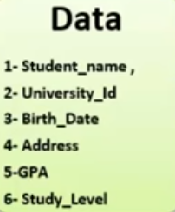 Data
1- Student_name ,
2- University_Id
3- Birth_Date
4- Address
5-GPA
6- Study_Level